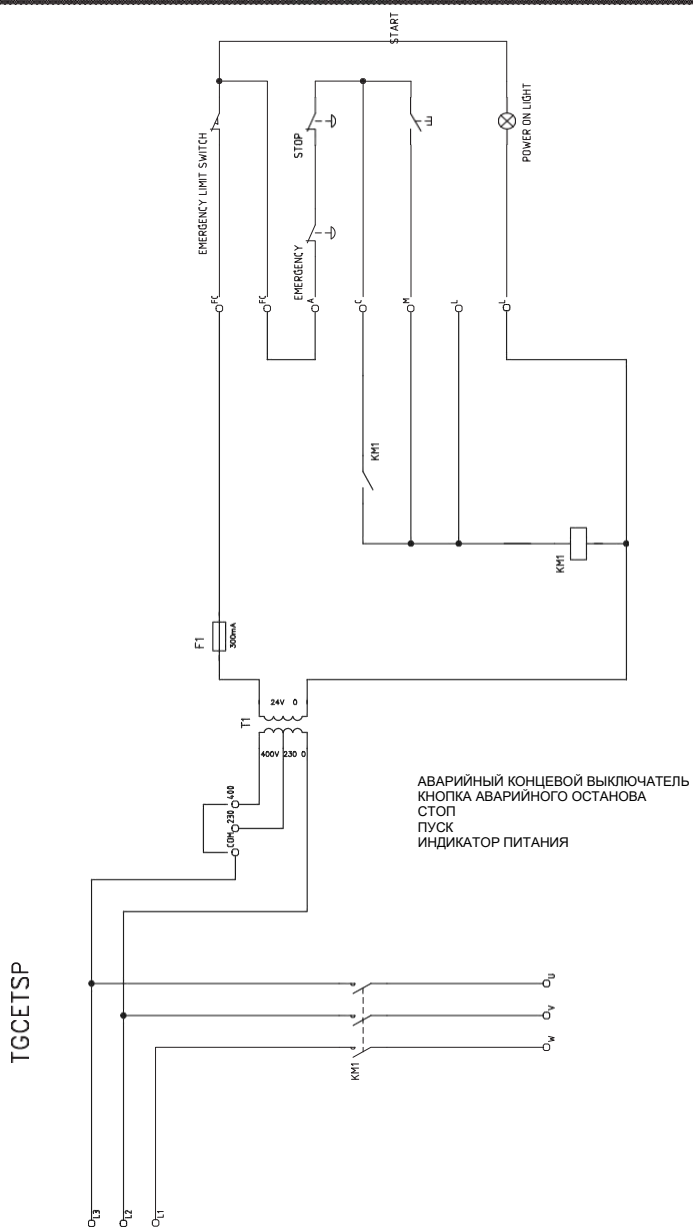 START
EMERGENCY LIMIT SWITCH
STOP
EMERGENCY
POWER ON LIGHT
FC
FC
A
C
M
L
L
KM1
KM1
F1
300mA
T1
24V 0
400V 230 0
COM 230 400
АВАРИЙНЫЙ КОНЦЕВОЙ ВЫКЛЮЧАТЕЛЬ
КНОПКА АВАРИЙНОГО ОСТАНОВА
СТОП
ПУСК
ИНДИКАТОР ПИТАНИЯ
TGCETSP
KM1
U
V
W
L3
L2
L1